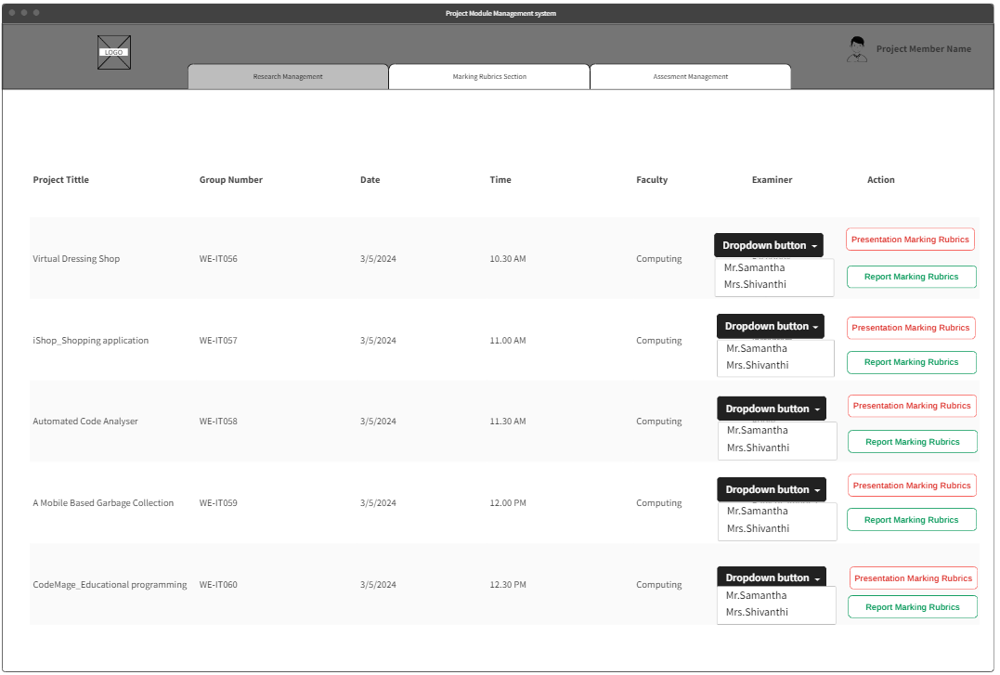 Project Module Management system
LOGO
Project Member Name
Research Management Marking Rubrics Section Assesment Management
Project Tittle Group Number Date Time Faculty Examiner Action
Virtual Dressing Shop WE-IT056 3/5/2024 10.30 AM Computing Dropdown button Presentation Marking Rubrics
Mr.Samantha
Mrs.Shivanthi
Report Marking Rubrics
iShop_Shopping application WE-IT057 3/5/2024 11.00 AM Computing Dropdown button Presentation Marking Rubrics
Mr.Samantha
Mrs.Shivanthi
Report Marking Rubrics
Automated Code Analyser WE-IT058 3/5/2024 11.30 AM Computing Dropdown button Presentation Marking Rubrics
Mr.Samantha
Mrs.Shivanthi
Report Marking Rubrics
A Mobile Based Garbage Collection WE-IT059 3/5/2024 12.00 PM Computing Dropdown button Presentation Marking Rubrics
Mr.Samantha
Mrs.Shivanthi
Report Marking Rubrics
CodeMage_Educational programming WE-IT060 3/5/2024 12.30 PM Computing Dropdown button Presentation Marking Rubrics
Mr.Samantha
Mrs.Shivanthi
Report Marking Rubrics